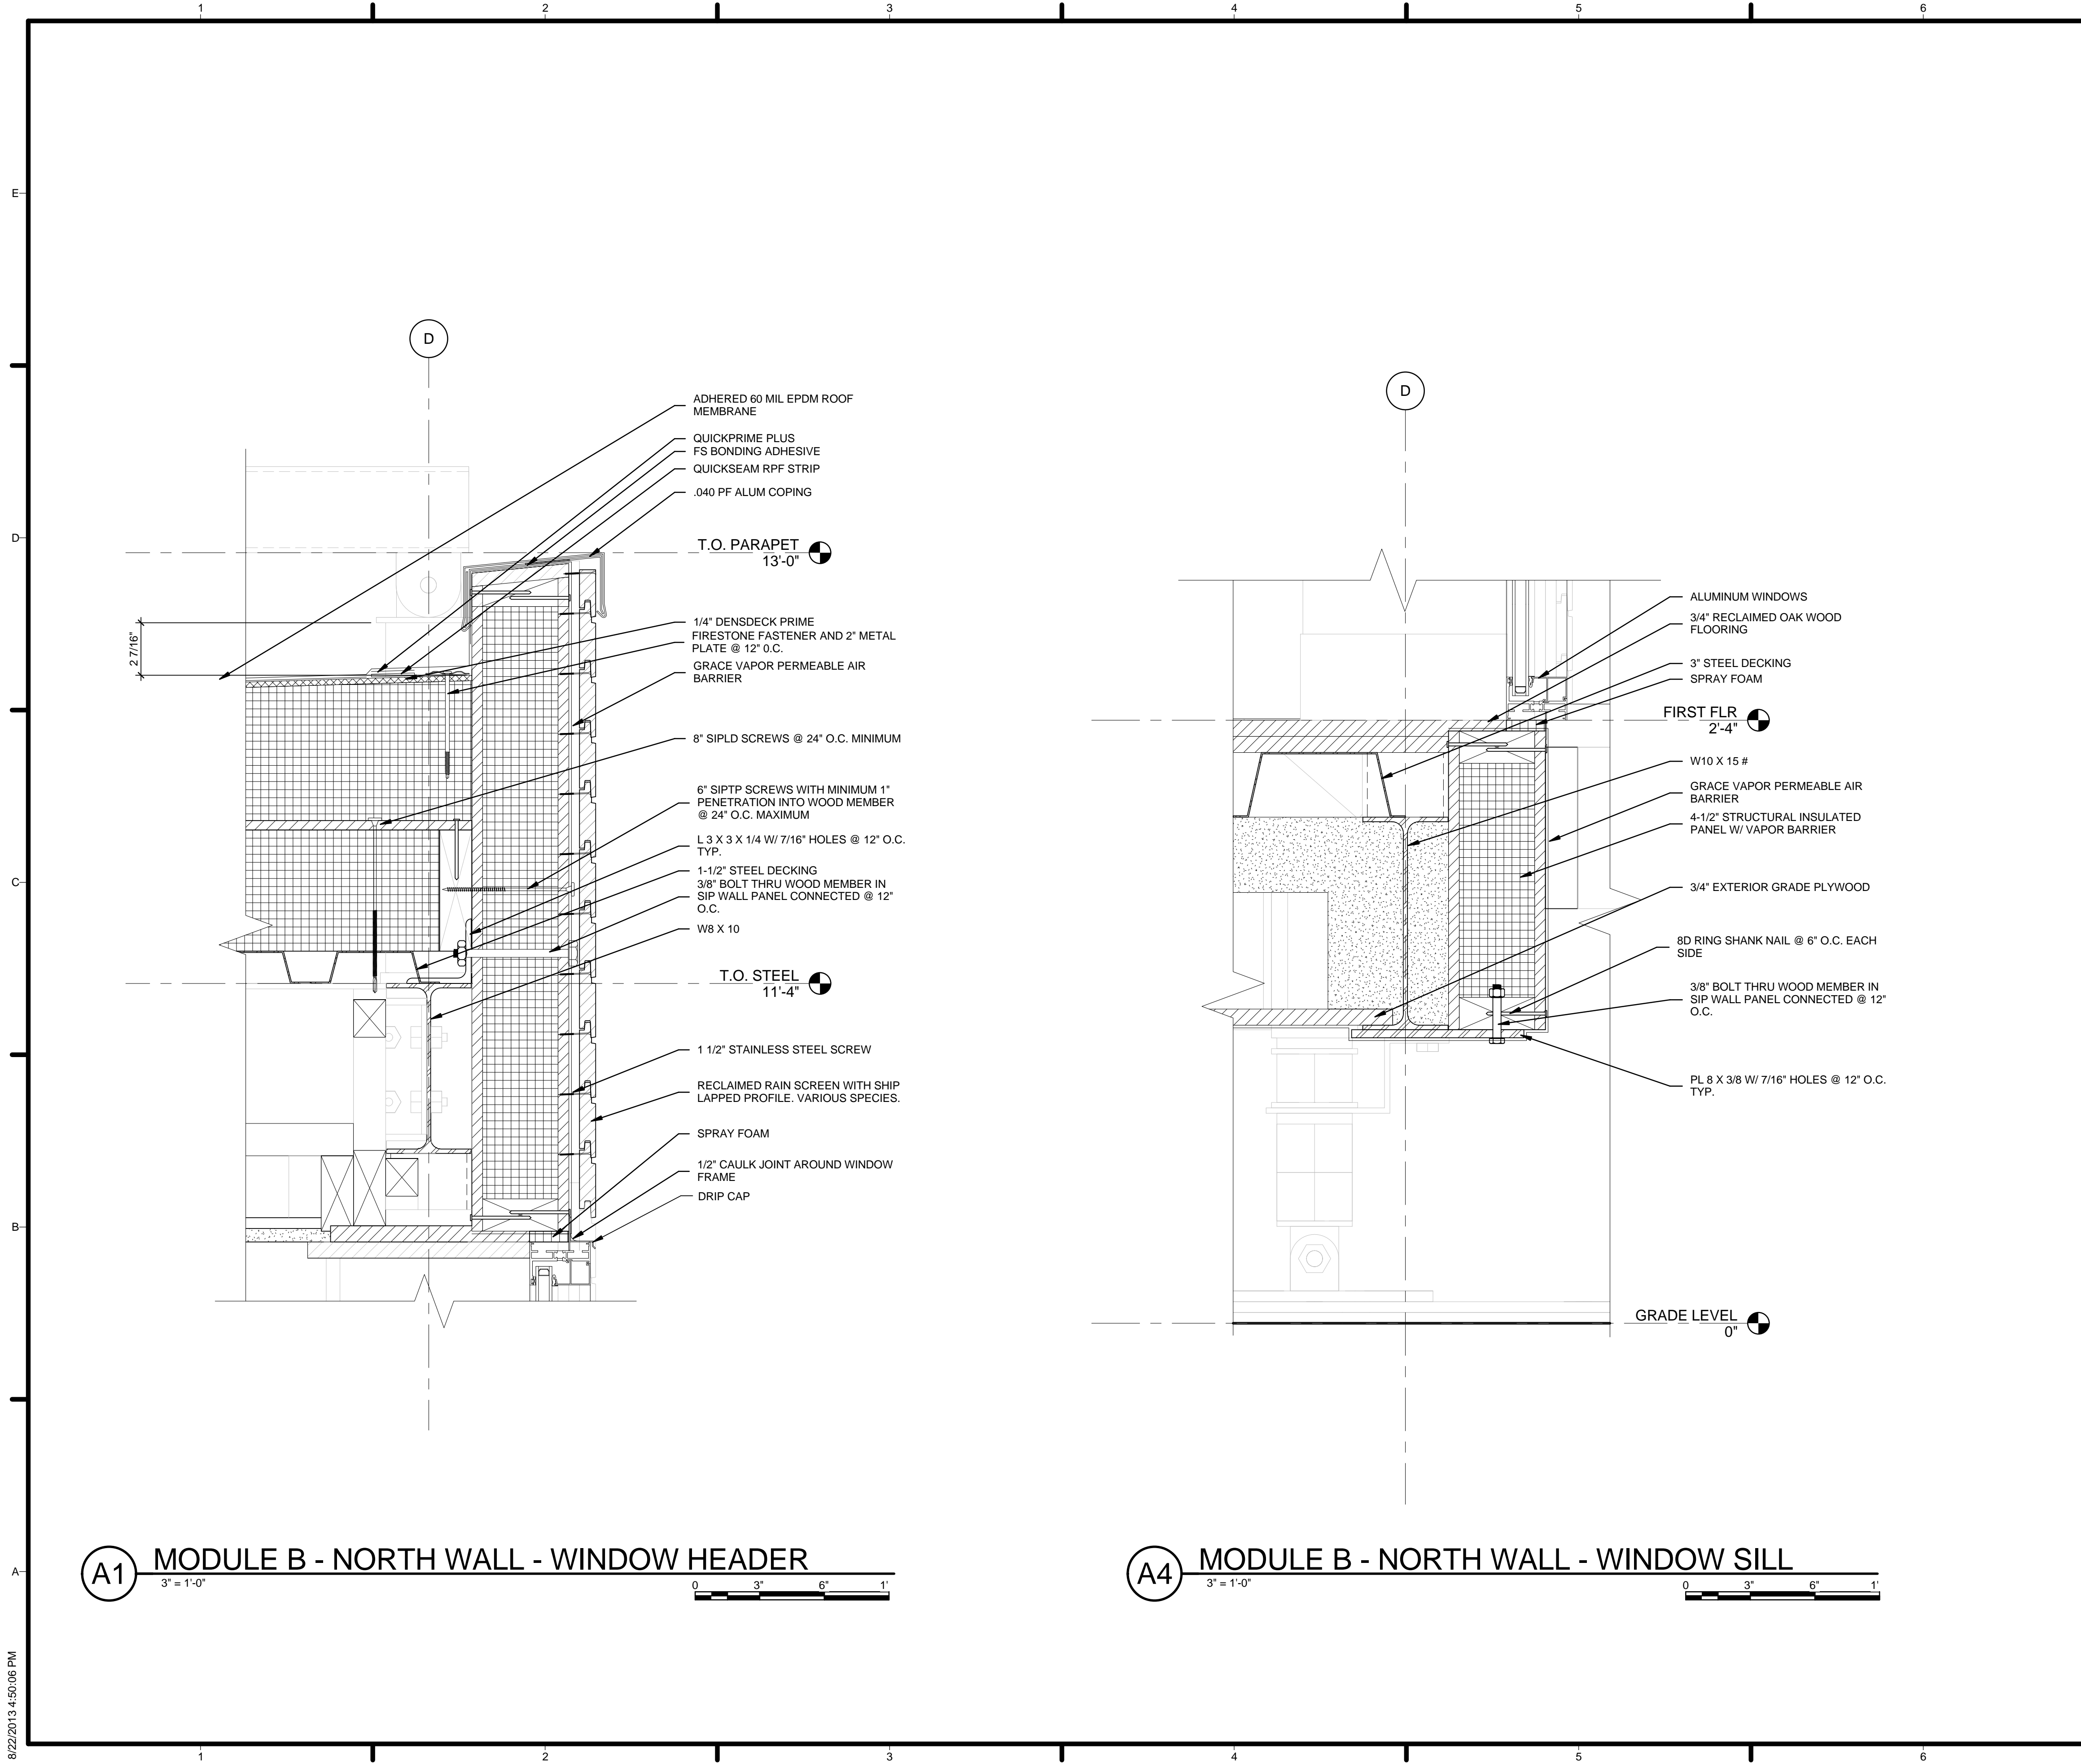 1 2 3 4 5 6
E
D
C
B
A
D
ADHERED 60 MIL EPDM ROOF
MEMBRANE
QUICKPRIME PLUS
FS BONDING ADHESIVE
QUICKSEAM RPF STRIP
.040 PF ALUM COPING
T.O. PARAPET
13'-0"
2 7/16"
1/4" DENSDECK PRIME
FIRESTONE FASTENER AND 2" METAL
PLATE @ 12" 0.C.
GRACE VAPOR PERMEABLE AIR
BARRIER
8" SIPLD SCREWS @ 24" O.C. MINIMUM
6" SIPTP SCREWS WITH MINIMUM 1"
PENETRATION INTO WOOD MEMBER
@ 24" O.C. MAXIMUM
L 3 X 3 X 1/4 W/ 7/16" HOLES @ 12" O.C.
TYP.
1-1/2" STEEL DECKING
3/8" BOLT THRU WOOD MEMBER IN
SIP WALL PANEL CONNECTED @ 12"
O.C.
W8 X 10
T.O. STEEL
11'-4"
1 1/2" STAINLESS STEEL SCREW
RECLAIMED RAIN SCREEN WITH SHIP
LAPPED PROFILE. VARIOUS SPECIES.
SPRAY FOAM
1/2" CAULK JOINT AROUND WINDOW
FRAME
DRIP CAP
A1
MODULE B - NORTH WALL - WINDOW HEADER
3" = 1'-0"
0 3" 6" 1'
D
ALUMINUM WINDOWS
3/4" RECLAIMED OAK WOOD
FLOORING
3" STEEL DECKING
SPRAY FOAM
FIRST FLR
2'-4"
W10 X 15 #
GRACE VAPOR PERMEABLE AIR
BARRIER
4-1/2" STRUCTURAL INSULATED
PANEL W/ VAPOR BARRIER
3/4" EXTERIOR GRADE PLYWOOD
8D RING SHANK NAIL @ 6" O.C. EACH
SIDE
3/8" BOLT THRU WOOD MEMBER IN
SIP WALL PANEL CONNECTED @ 12"
O.C.
PL 8 X 3/8 W/ 7/16" HOLES @ 12" O.C.
TYP.
GRADE LEVEL
0"
A4
MODULE B - NORTH WALL - WINDOW SILL
3" = 1'-0"
0 3" 6" 1'
8/22/2013 4:50:06 PM
1 2 3 4 5 6